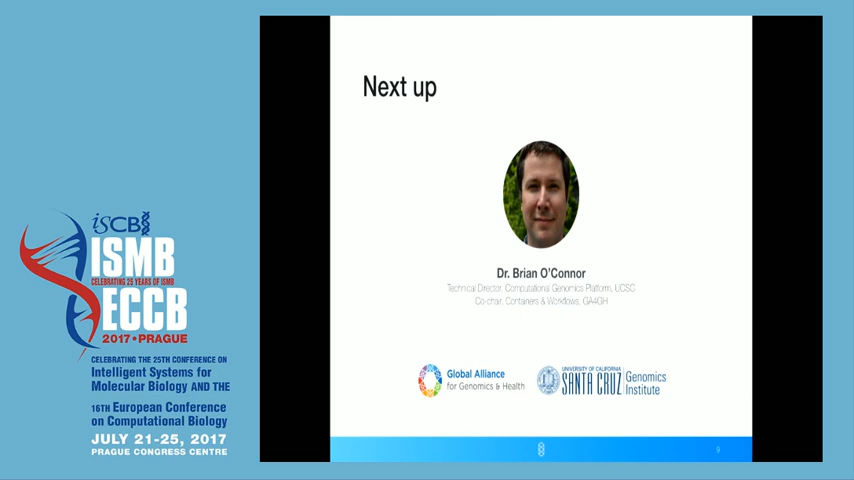 isCB
ISMB
CELEBRATING 25 YEARS OF ISMB
ECCB
2017 • PRAGUE
CELEBRATING THE 25TH CONFERENCE ON
Intelligent Systems for
Molecular Biology AND THE
16TH European Conference
on Computational Biology
JULY 21-25, 2017
PRAGUE CONGRESS CENTRE
Next up
Dr. Brian O'Connor
Technical Director, Computational Genomics Platform, UCSC
Co-chair, Containers & Workflows, GA4GH
Global Alliance
for Genomics & Health
UNIVERSITY OF CALIFORNIA
SANTA CRUZ
Genomics
Institute
9